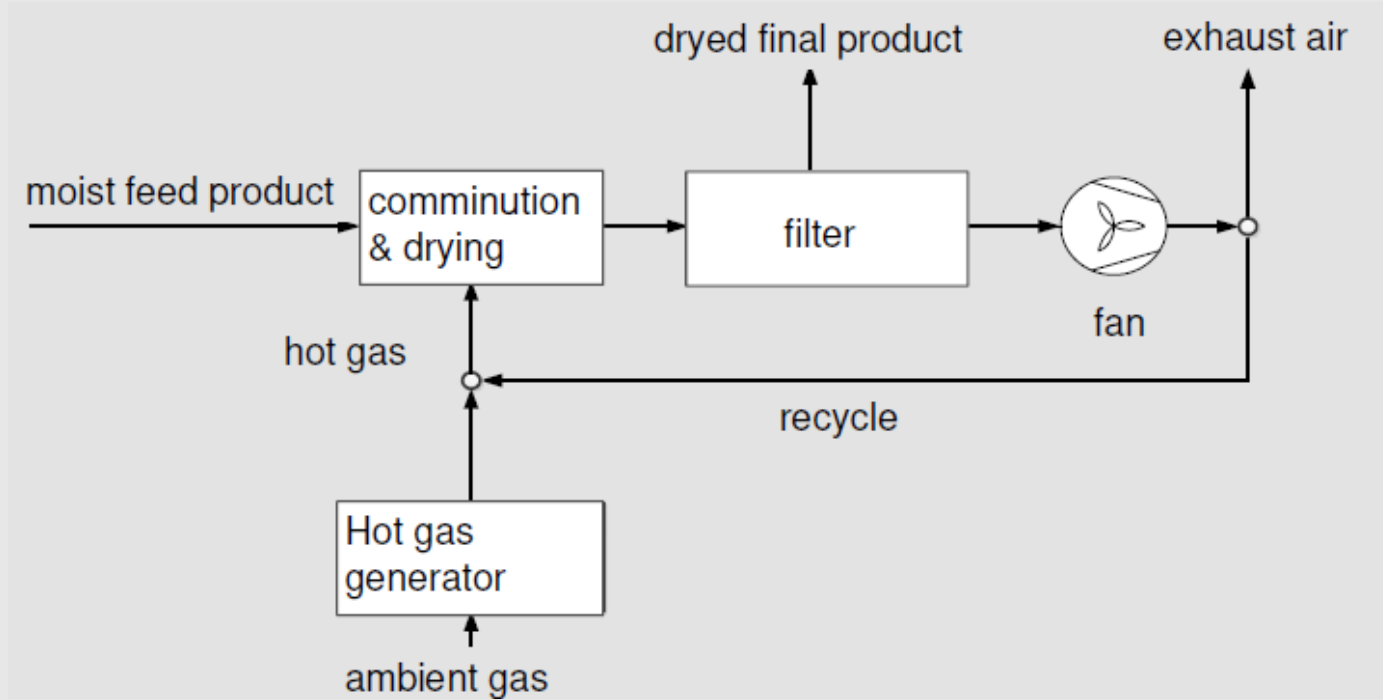 dryed final product
exhaust air
moist feed product
comminution
& drying
filter
fan
hot gas
recycle
Hot gas
generator
ambient gas